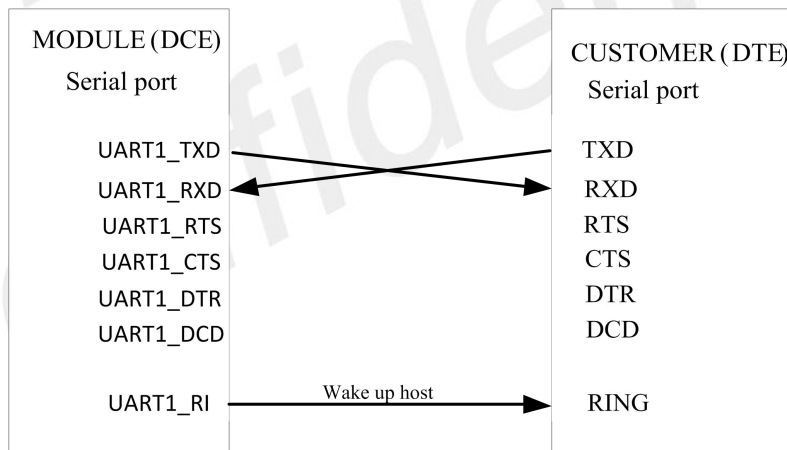 MODULE (DCE)
Serial port
CUSTOMER ( DTE)
Serial port
UART1_TXD
TXD
UART1_RXD
RXD
UART1_RTS
RTS
UART1_CTS
CTS
UART1_DTR
DTR
UART1_DCD
DCD
UART1_RI
Wake up host
RING